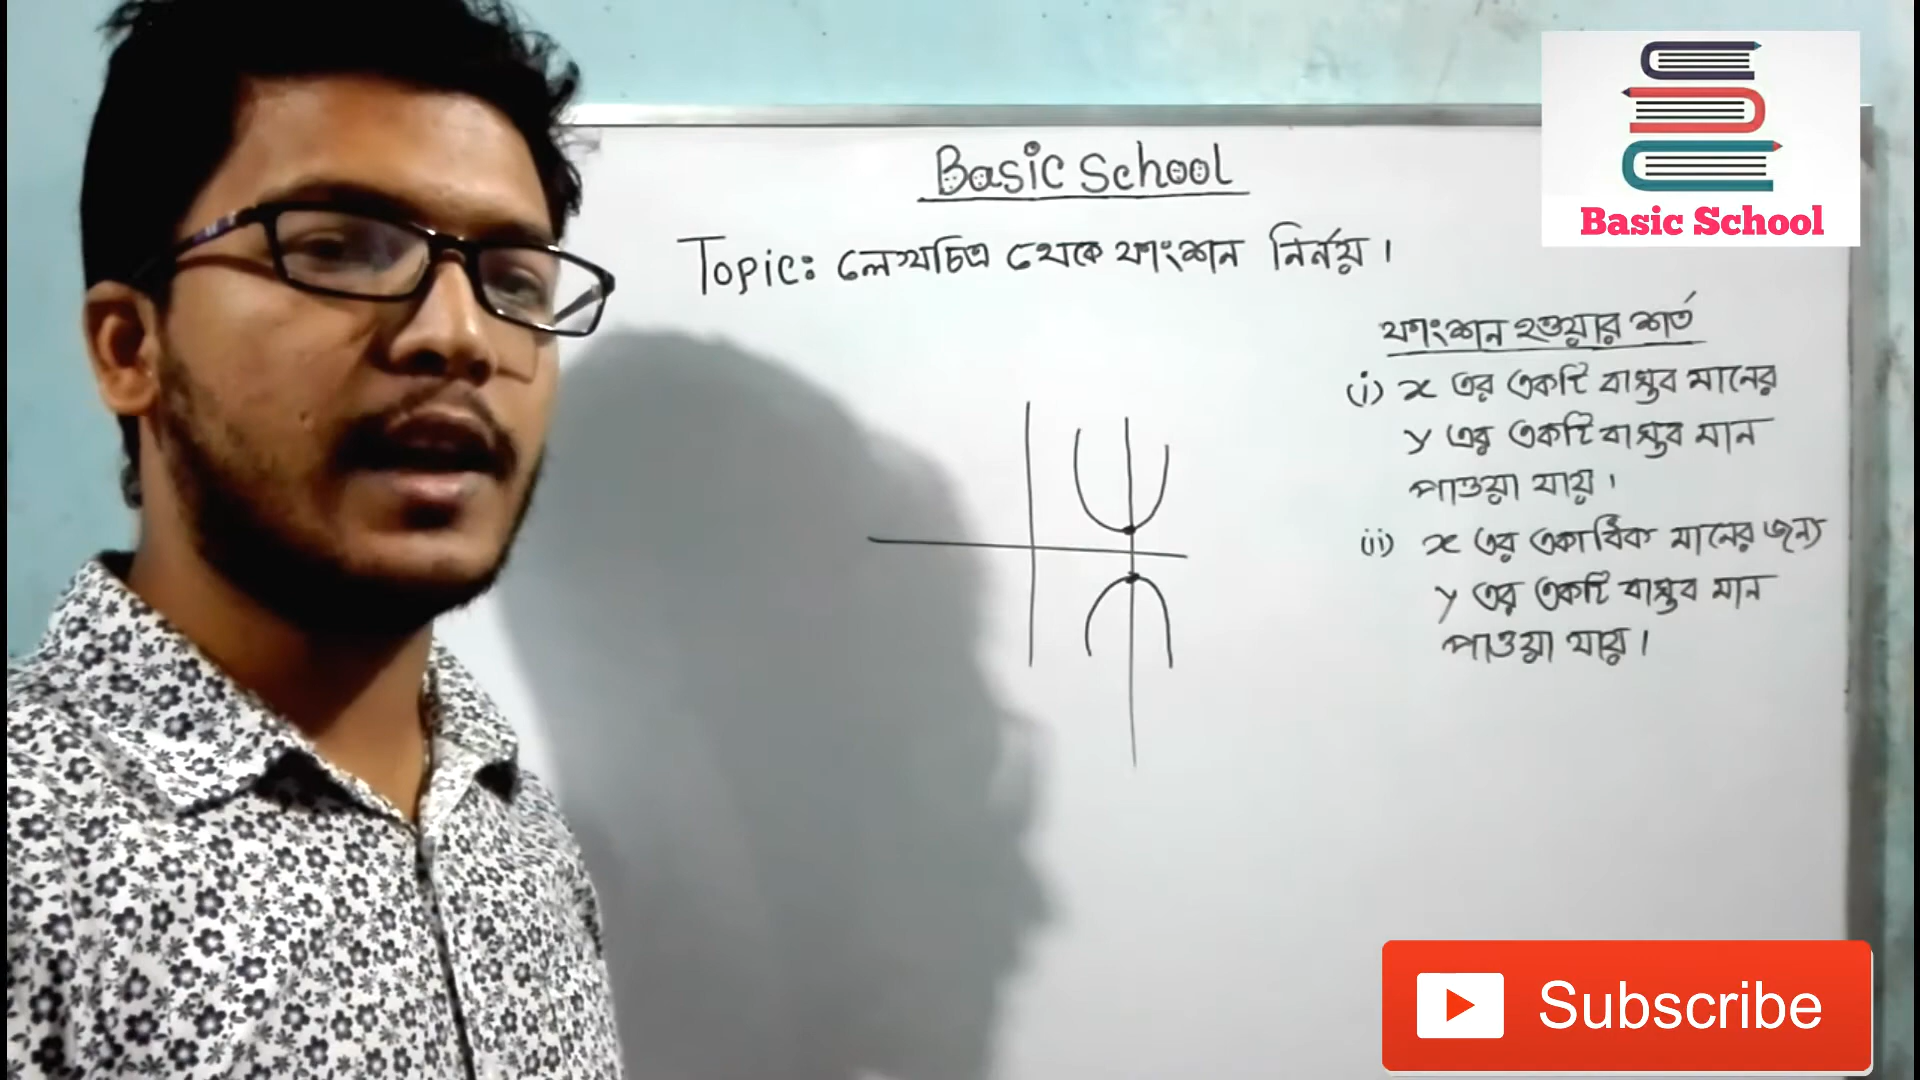 Basic School
Topic: লেখচিত্র থেকে ফাংশন নির্নয়।
ফাংশন হওয়ার শর্ত
(i) x এর একটি বাস্তব মানের
y এর একটি বাস্তব মান
পাওয়া যায়।
(ii) x এর একাধিক মানের জন্য
y এর একটি বাস্তব মান
পাওয়া যায়।
Basic School
Subscribe